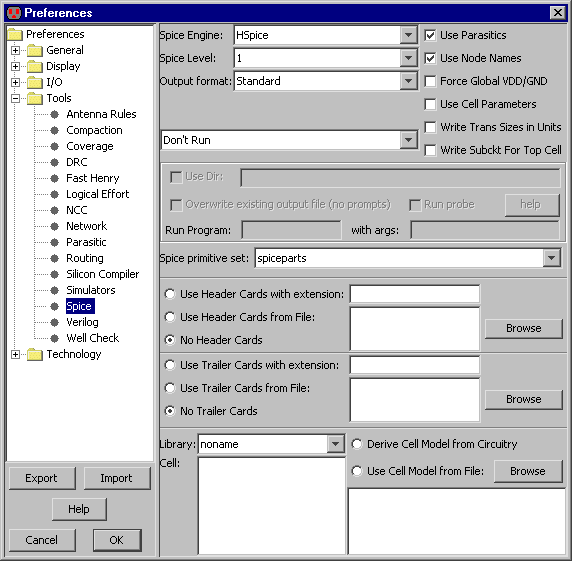 Preferences
Preferences
General
Display
I/O
Tools
Antenna Rules
Compaction
Coverage
DRC
Fast Henry
Logical Effort
NCC
Network
Parasitic
Routing
Silicon Compiler
Simulators
Spice
Verilog
Well Check
Technology
Export Import
Help
Cancel OK
Spice Engine: HSpice Use Parasitics
Spice Level: 1 Use Node Names
Output format: Standard Force Global VDD/GND
Use Cell Parameters
Write Trans Sizes in Units
Don't Run
Write Subckt For Top Cell
Use Dir:
Overwrite existing output file (no prompts) Run probe help
Run Program: with args:
Spice primitive set: spiceparts
Use Header Cards with extension:
Use Header Cards from File:
Browse
No Header Cards
Use Trailer Cards with extension:
Use Trailer Cards from File:
Browse
No Trailer Cards
Library: noname Derive Cell Model from Circuitry
Cell: Use Cell Model from File: Browse